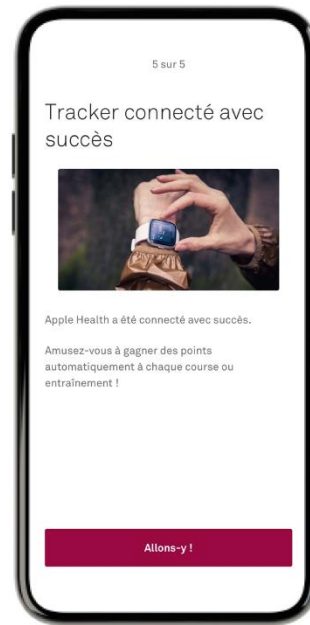 5 sur 5
Tracker connecté avec
succès
Apple Health a été connecté avec succès.
Amusez-vous à gagner des points
automatiquement à chaque course ou
entraînement !
Allons-y !